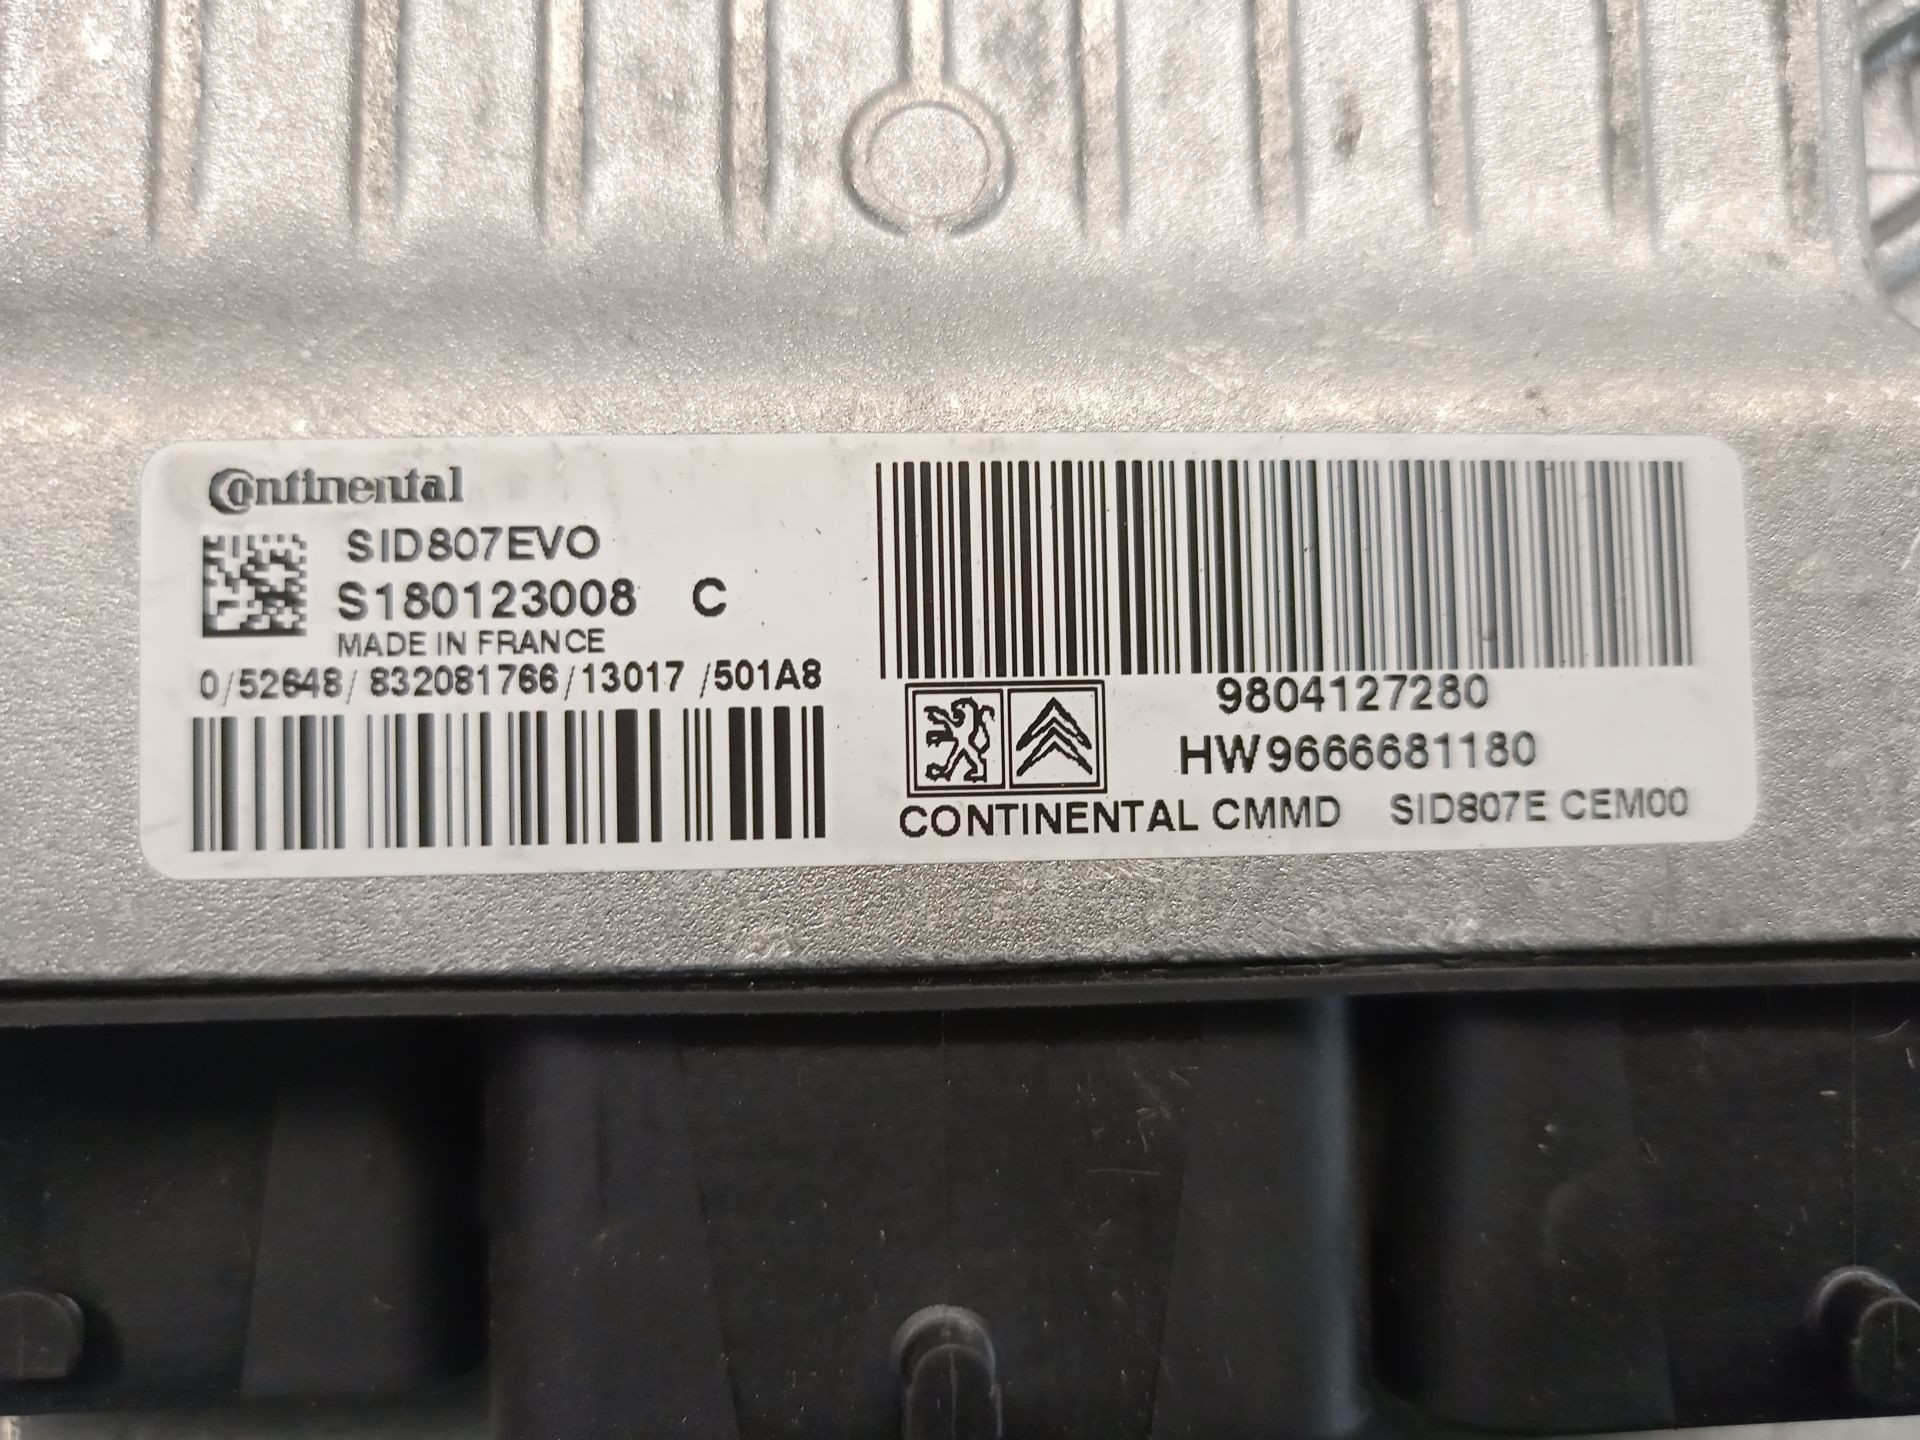 Continental
SID807EVO
S180123008 C
MADE IN FRANCE
0/52648/832081766/13017 /501A8
9804127280
HW9666681180
CONTINENTAL CMMD SID807E CEM00